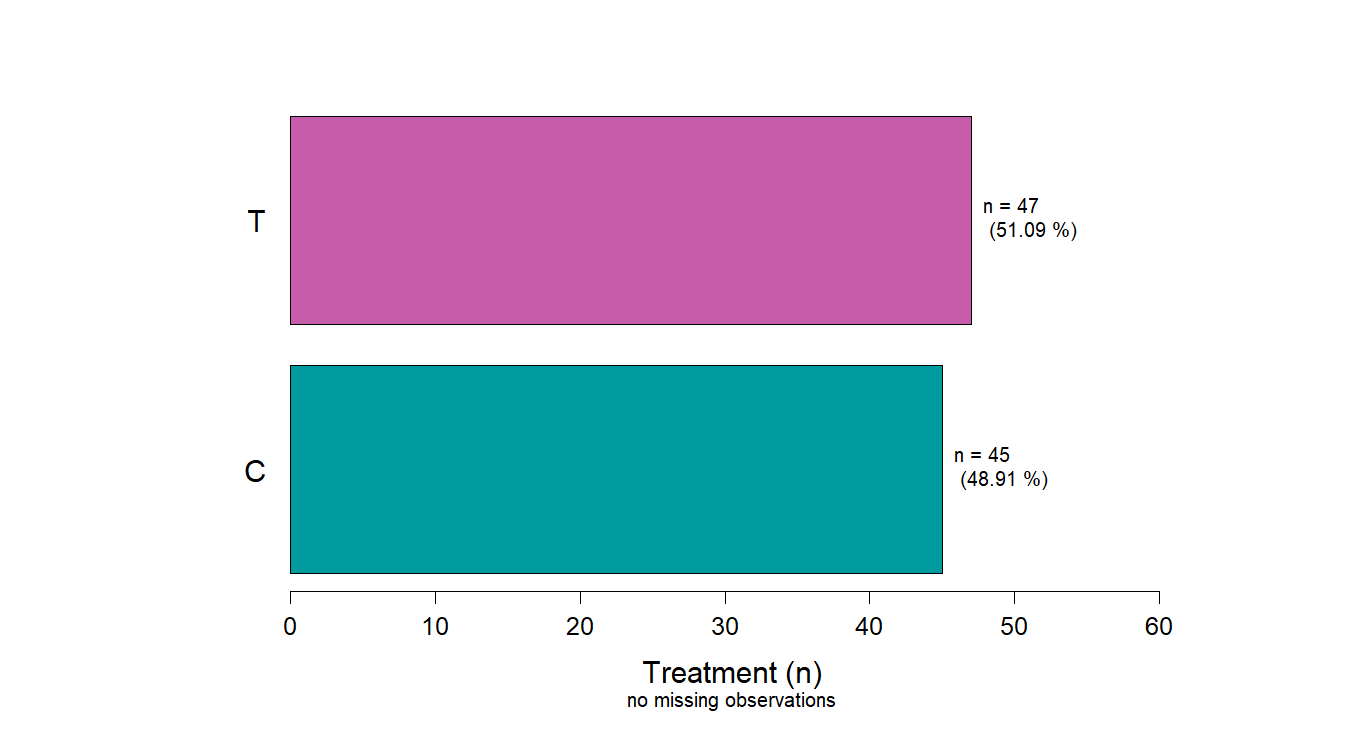 T
n = 47
(51.09 %)
C
n = 45
(48.91 %)
0 10 20 30 40 50 60
Treatment (n)
no missing observations